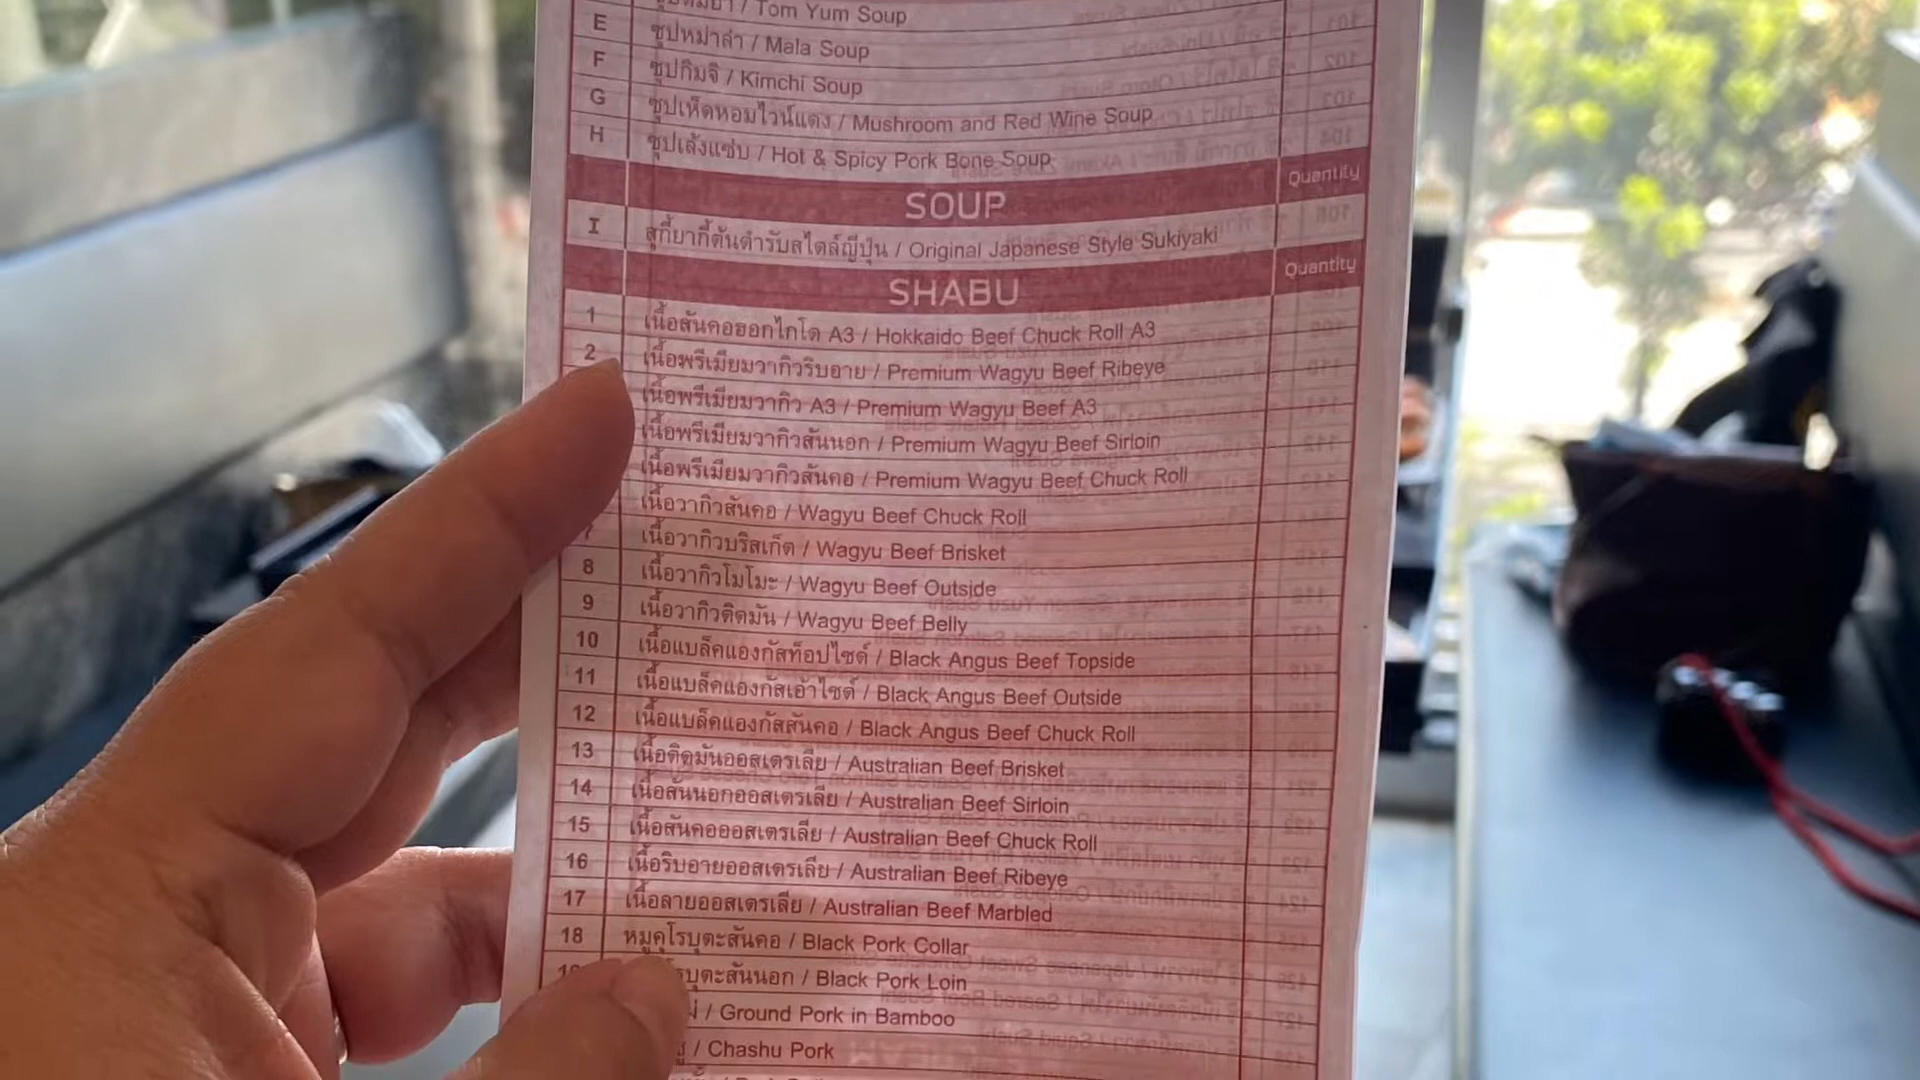 / Tom Yum Soup
E ซุปหม่าล่า / Mala Soup
F ซุปกิมจิ / Kimchi Soup
G ซุปเห็ดหอมไวน์แดง / Mushroom and Red Wine Soup
H ซุปเล้งแซ่บ / Hot & Spicy Pork Bone Soup
SOUP Quantity
I สุกี้ยากี้ต้นตำรับสไตล์ญี่ปุ่น / Original Japanese Style Sukiyaki
SHABU Quantity
1 เนื้อสันคอฮอกไกโด A3 / Hokkaido Beef Chuck Roll A3
2 เนื้อพรีเมียมวากิวริบอาย / Premium Wagyu Beef Ribeye
เนื้อพรีเมียมวากิว A3 / Premium Wagyu Beef A3
เนื้อพรีเมียมวากิวสันนอก / Premium Wagyu Beef Sirloin
เนื้อพรีเมียมวากิวสันคอ / Premium Wagyu Beef Chuck Roll
เนื้อวากิวสันคอ / Wagyu Beef Chuck Roll
7 เนื้อวากิวบริสเก็ต / Wagyu Beef Brisket
8 เนื้อวากิวโมโมะ / Wagyu Beef Outside
9 เนื้อวากิวติดมัน / Wagyu Beef Belly
10 เนื้อแบล็คแองกัสท็อปไซด์ / Black Angus Beef Topside
11 เนื้อแบล็คแองกัสเอ้าไซด์ / Black Angus Beef Outside
12 เนื้อแบล็คแองกัสสันคอ / Black Angus Beef Chuck Roll
13 เนื้อติดมันออสเตรเลีย / Australian Beef Brisket
14 เนื้อสันนอกออสเตรเลีย / Australian Beef Sirloin
15 เนื้อสันคอออสเตรเลีย / Australian Beef Chuck Roll
16 เนื้อริบอายออสเตรเลีย / Australian Beef Ribeye
17 เนื้อลายออสเตรเลีย / Australian Beef Marbled
18 หมูคุโรบุตะสันคอ / Black Pork Collar
19 โรบุตะสันนอก / Black Pork Loin
/ Ground Pork in Bamboo
/ Chashu Pork